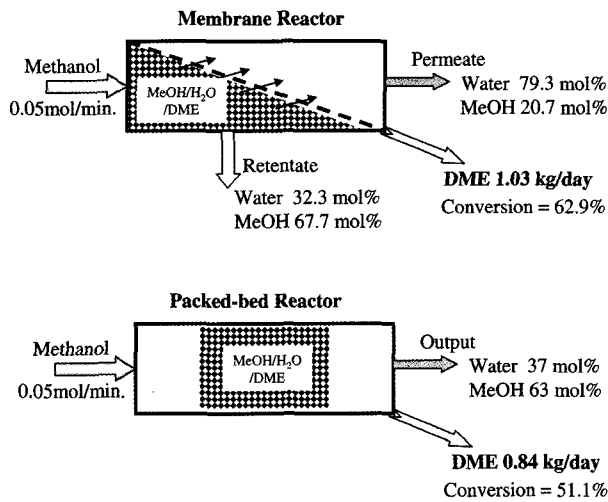 Membrane Reactor
Methanol
0.05mol/min.
MeOH/H₂O
/DME
Permeate
Water 79.3 mol%
MeOH 20.7 mol%
Retentate
Water 32.3 mol%
MeOH 67.7 mol%
DME 1.03 kg/day
Conversion = 62.9%
Packed-bed Reactor
Methanol
0.05mol/min.
MeOH/H₂O
/DME
Output
Water 37 mol%
MeOH 63 mol%
DME 0.84 kg/day
Conversion = 51.1%